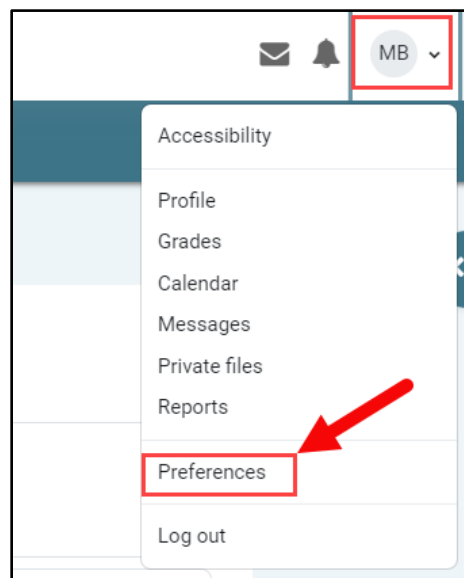 MB
Accessibility
Profile
Grades
Calendar
Messages
Private files
Reports
Preferences
Log out